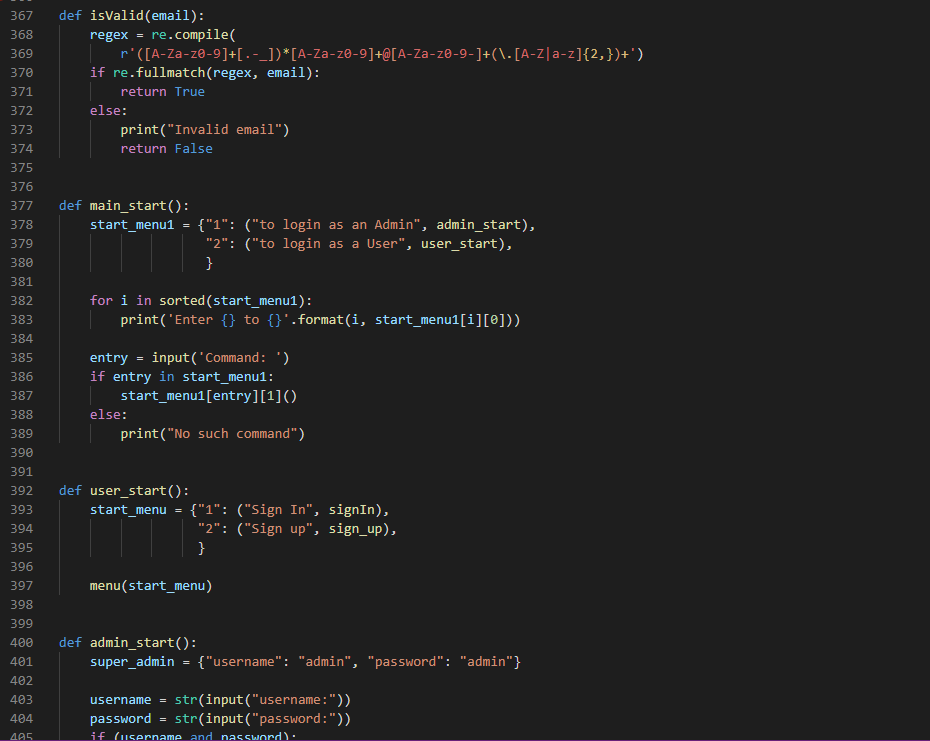 367 def isValid(email):
368 regex = re.compile(
369 r'([A-Za-z0-9]+[.-_])*[A-Za-z0-9]+@[A-Za-z0-9-]+(\.[A-Z|a-z]{2,})+')
370 if re.fullmatch(regex, email):
371 return True
372 else:
373 print("Invalid email")
374 return False
375
376
377 def main_start():
378 start_menu1 = {"1": ("to login as an Admin", admin_start),
379 "2": ("to login as a User", user_start),
380 }
381
382 for i in sorted(start_menu1):
383 print('Enter {} to {}'.format(i, start_menu1[i][0]))
384
385 entry = input('Command: ')
386 if entry in start_menu1:
387 start_menu1[entry][1]()
388 else:
389 print("No such command")
390
391
392 def user_start():
393 start_menu = {"1": ("Sign In", signIn),
394 "2": ("Sign up", sign_up),
395 }
396
397 menu(start_menu)
398
399
400 def admin_start():
401 super_admin = {"username": "admin", "password": "admin"}
402
403 username = str(input("username:"))
404 password = str(input("password:"))
405 if (username and password):